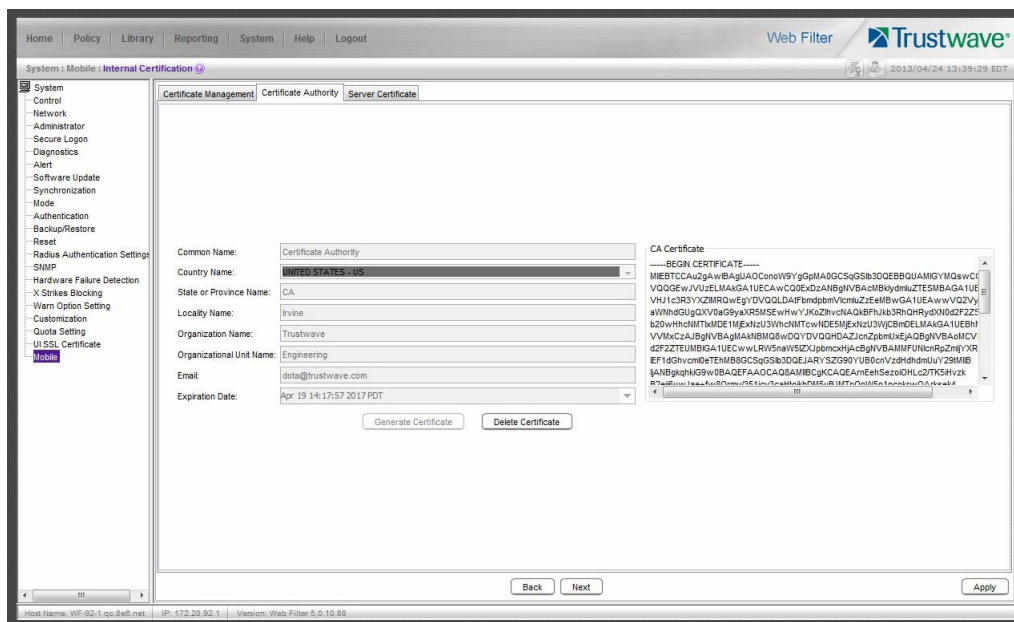 Home Policy Library Reporting System Help Logout
Web Filter
Trustwave®
System : Mobile : Internal Certification
2013/04/24 13:39:29 EDT
System
Control
Network
Administrator
Secure Logon
Diagnostics
Alert
Software Update
Synchronization
Mode
Authentication
Backup/Restore
Reset
Radius Authentication Settings
SNMP
Hardware Failure Detection
X Strikes Blocking
Warn Option Setting
Customization
Quota Setting
UI SSL Certificate
Mobile
Certificate Management Certificate Authority Server Certificate
Common Name: Certificate Authority
Country Name: UNITED STATES - US
State or Province Name: CA
Locality Name: Irvine
Organization Name: Trustwave
Organizational Unit Name: Engineering
Email: dota@trustwave.com
Expiration Date: Apr 19 14:17:57 2017 PDT
Generate Certificate Delete Certificate
CA Certificate
-----BEGIN CERTIFICATE-----
Back Next
Apply
Host Name: WF-92-1.qc.8e6.net IP: 172.20.92.1 Version: Web Filter 5.0.10.88